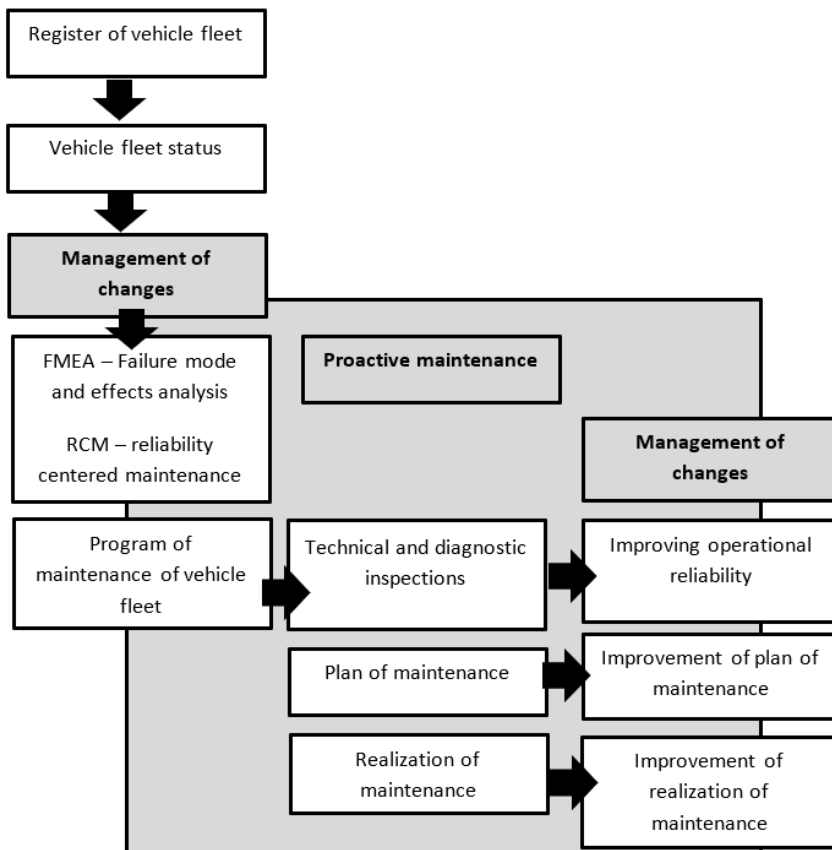 Register of vehicle fleet
Vehicle fleet status
Management of
changes
FMEA – Failure mode
and effects analysis
RCM – reliability
centered maintenance
Proactive maintenance
Management of
changes
Program of
maintenance of vehicle
fleet
Technical and diagnostic
inspections
Improving operational
reliability
Plan of maintenance
Improvement of plan of
maintenance
Realization of
maintenance
Improvement of
realization of
maintenance